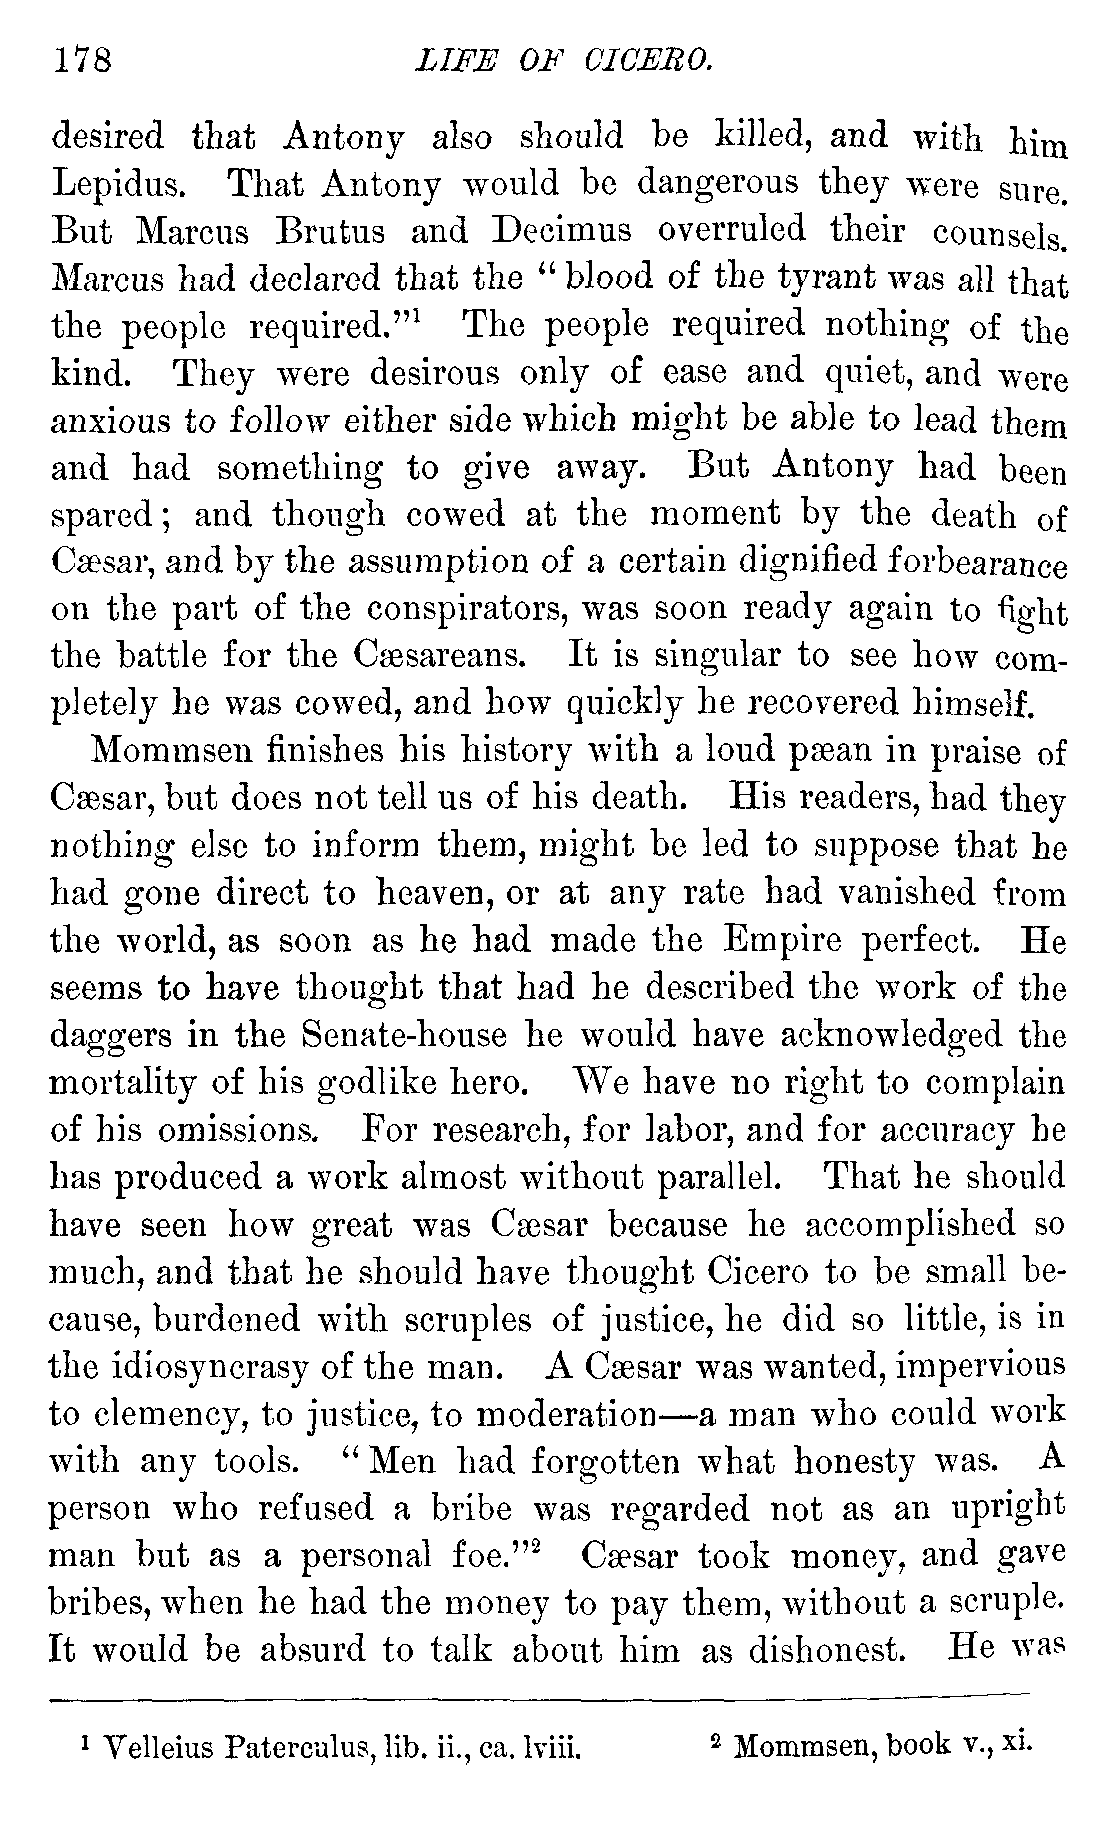 178 LIFE OF CICERO.
desired that Antony also should be killed, and with him
Lepidus. That Antony would be dangerous they were sure.
But Marcus Brutus and Decimus overruled their counsels.
Marcus had declared that the “blood of the tyrant was all that
the people required.”¹ The people required nothing of the
kind. They were desirous only of ease and quiet, and were
anxious to follow either side which might be able to lead them
and had something to give away. But Antony had been
spared; and though cowed at the moment by the death of
Cæsar, and by the assumption of a certain dignified forbearance
on the part of the conspirators, was soon ready again to fight
the battle for the Cæsareans. It is singular to see how com-
pletely he was cowed, and how quickly he recovered himself.
Mommsen finishes his history with a loud pæan in praise of
Cæsar, but does not tell us of his death. His readers, had they
nothing else to inform them, might be led to suppose that he
had gone direct to heaven, or at any rate had vanished from
the world, as soon as he had made the Empire perfect. He
seems to have thought that had he described the work of the
daggers in the Senate-house he would have acknowledged the
mortality of his godlike hero. We have no right to complain
of his omissions. For research, for labor, and for accuracy he
has produced a work almost without parallel. That he should
have seen how great was Cæsar because he accomplished so
much, and that he should have thought Cicero to be small be-
cause, burdened with scruples of justice, he did so little, is in
the idiosyncrasy of the man. A Cæsar was wanted, impervious
to clemency, to justice, to moderation—a man who could work
with any tools. “Men had forgotten what honesty was. A
person who refused a bribe was regarded not as an upright
man but as a personal foe.”² Cæsar took money, and gave
bribes, when he had the money to pay them, without a scruple.
It would be absurd to talk about him as dishonest. He was
¹ Velleius Paterculus, lib. ii., ca. lviii. ² Mommsen, book v., xi.